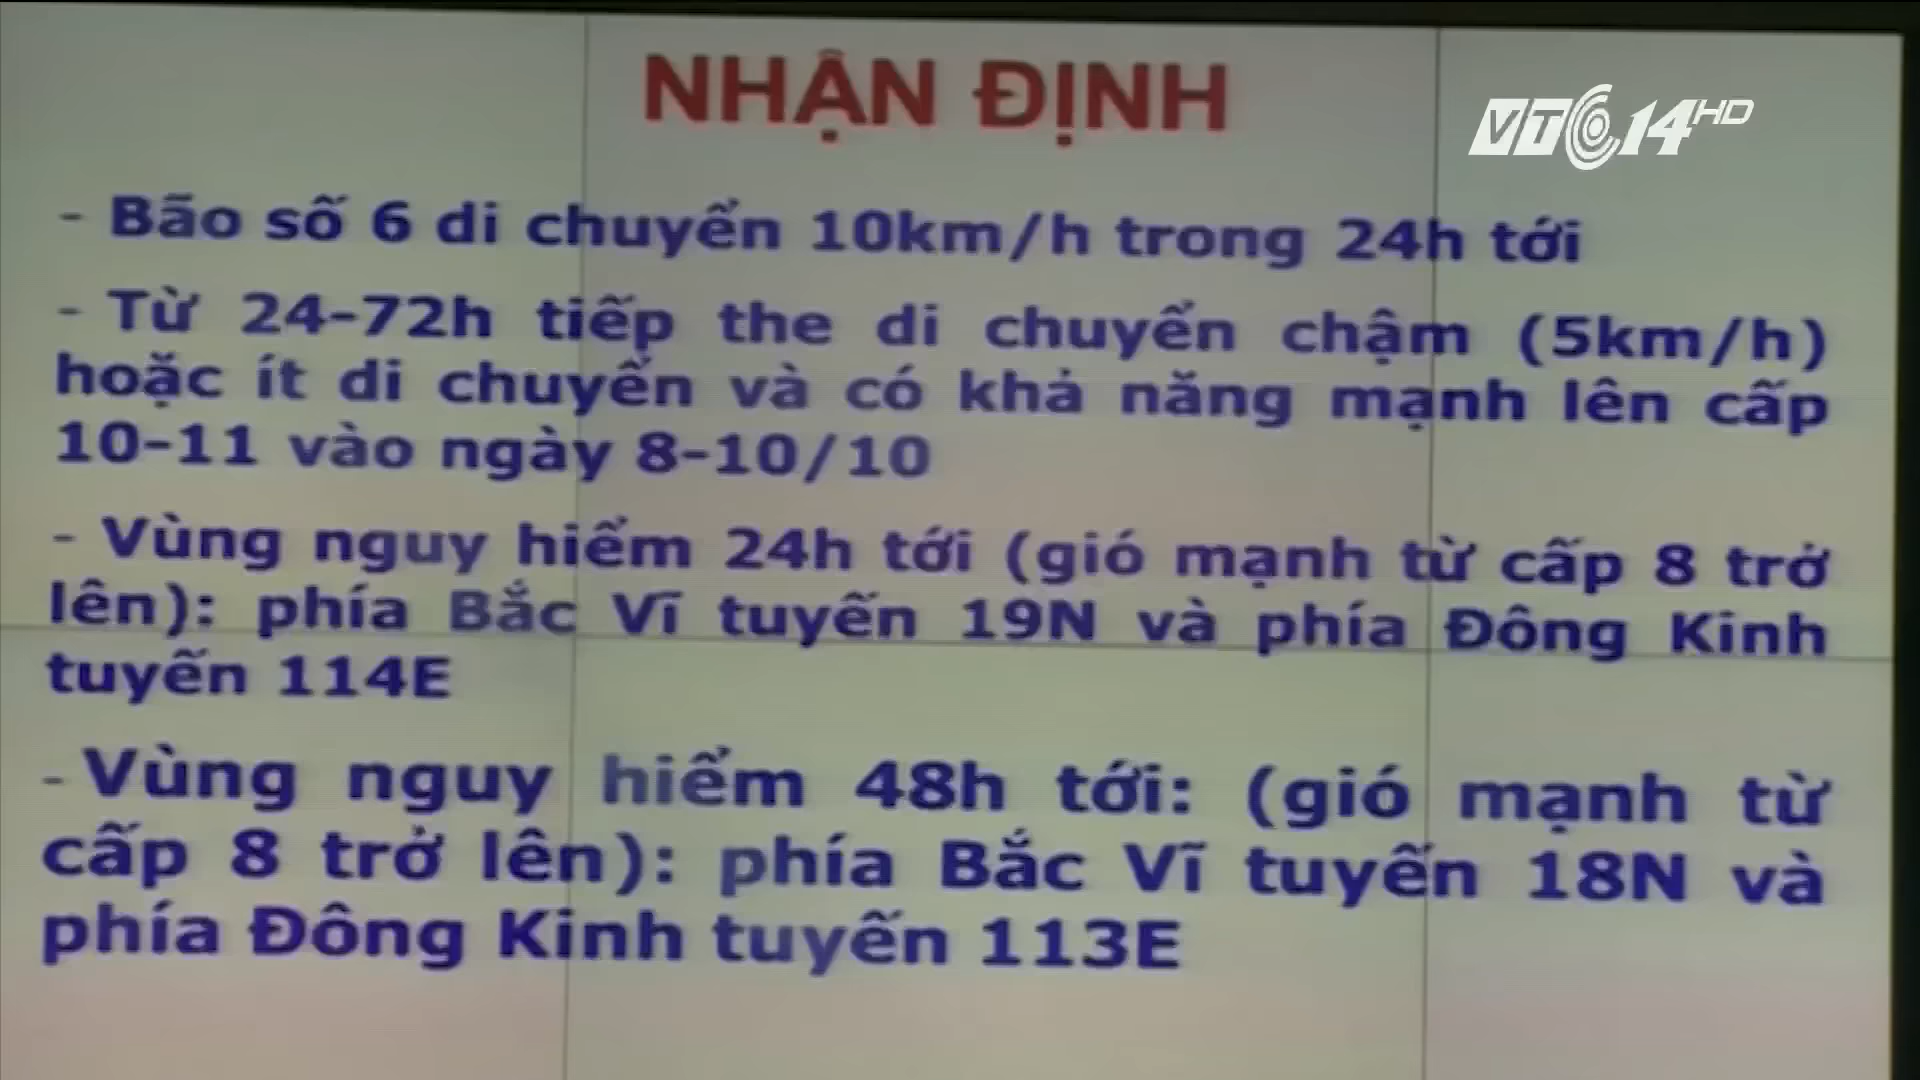 NHẬN ĐỊNH
VTC14HD
- Bão số 6 di chuyển 10km/h trong 24h tới
- Từ 24-72h tiếp the di chuyển chậm (5km/h)
hoặc ít di chuyển và có khả năng mạnh lên cấp
10-11 vào ngày 8-10/10
- Vùng nguy hiểm 24h tới (gió mạnh từ cấp 8 trở
lên): phía Bắc Vĩ tuyến 19N và phía Đông Kinh
tuyến 114E
- Vùng nguy hiểm 48h tới: (gió mạnh từ
cấp 8 trở lên): phía Bắc Vĩ tuyến 18N và
phía Đông Kinh tuyến 113E